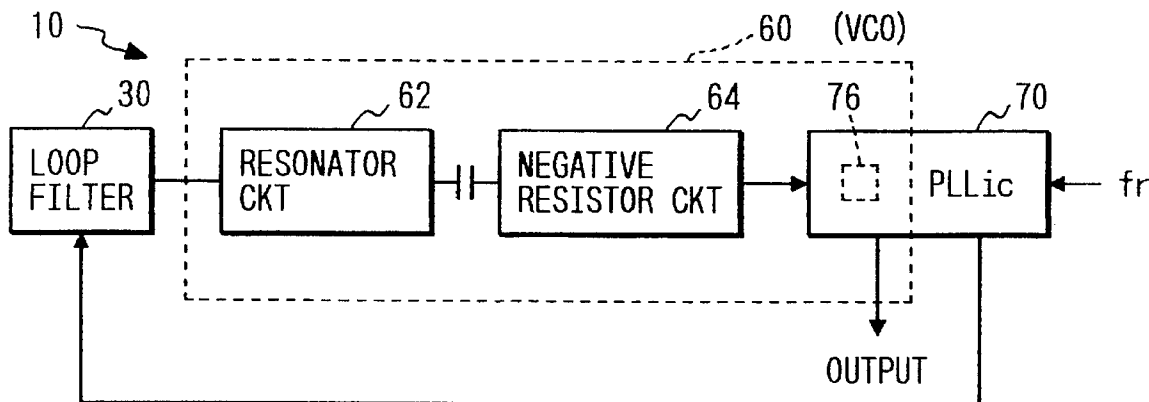 10
60 (VCO)
30
62
64
76
70
LOOP
FILTER
RESONATOR
CKT
NEGATIVE
RESISTOR CKT
PLLic
fr
OUTPUT